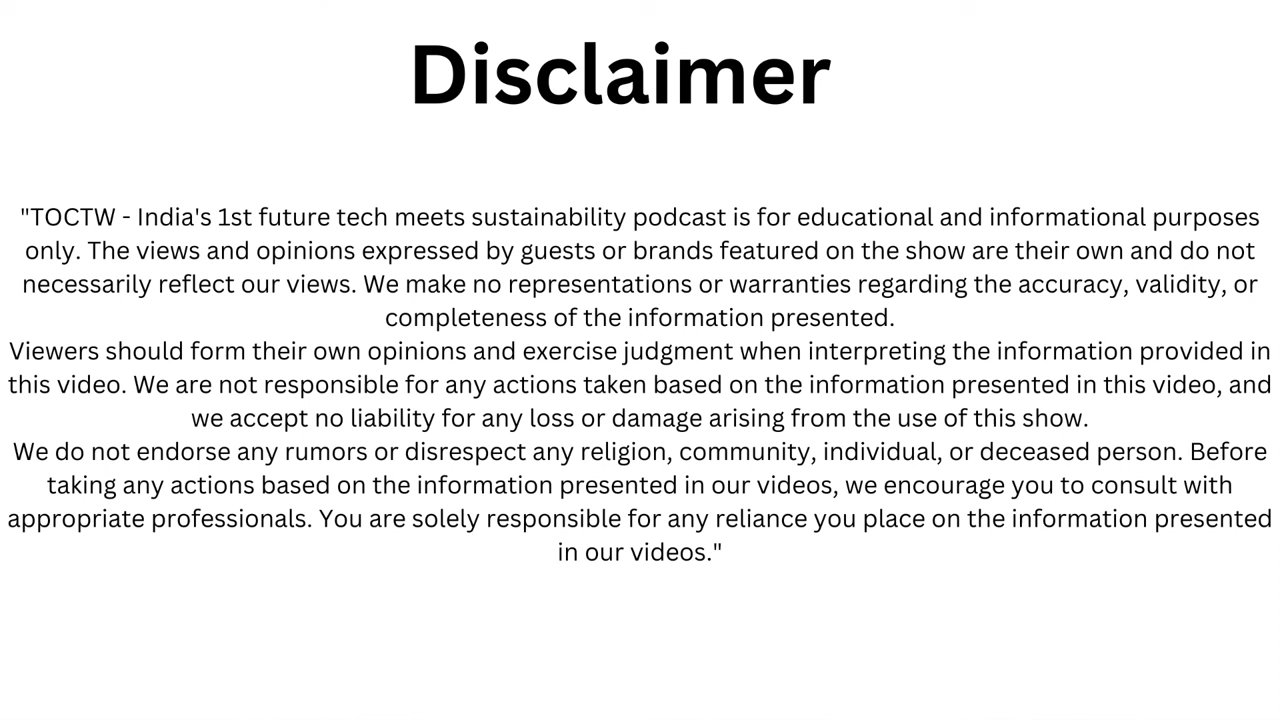 Disclaimer
"TOCTW - India's 1st future tech meets sustainability podcast is for educational and informational purposes
only. The views and opinions expressed by guests or brands featured on the show are their own and do not
necessarily reflect our views. We make no representations or warranties regarding the accuracy, validity, or
completeness of the information presented.
Viewers should form their own opinions and exercise judgment when interpreting the information provided in
this video. We are not responsible for any actions taken based on the information presented in this video, and
we accept no liability for any loss or damage arising from the use of this show.
We do not endorse any rumors or disrespect any religion, community, individual, or deceased person. Before
taking any actions based on the information presented in our videos, we encourage you to consult with
appropriate professionals. You are solely responsible for any reliance you place on the information presented
in our videos."